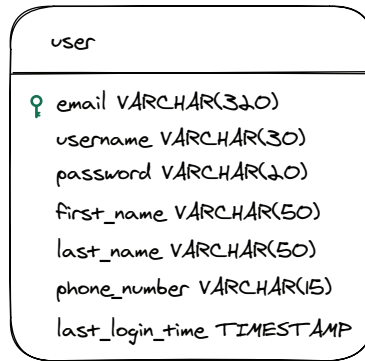 user
email VARCHAR(320)
username VARCHAR(30)
password VARCHAR(20)
first_name VARCHAR(50)
last_name VARCHAR(50)
phone_number VARCHAR(15)
last_login_time TIMESTAMP